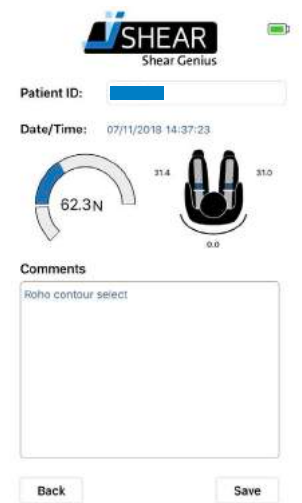 iSHEAR
Shear Genius
Patient ID:
Date/Time: 07/11/2018 14:37:23
62.3N
31.4
31.0
0.0
Comments
Roho contour select
Back Save